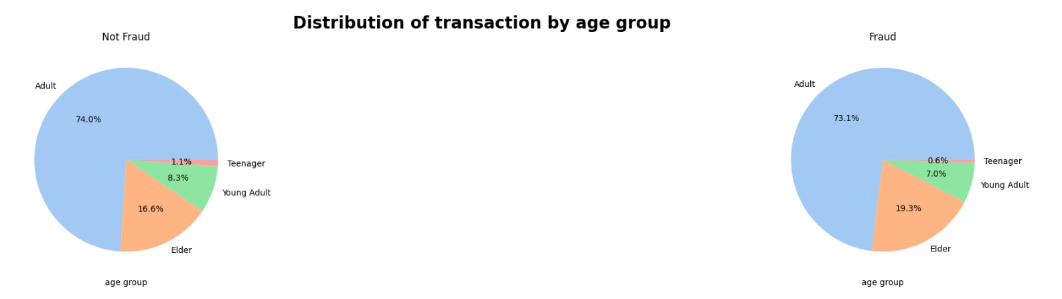 Distribution of transaction by age group
Not Fraud
Adult
74.0%
1.1%
Teenager
8.3%
Young Adult
16.6%
Elder
age group
Fraud
Adult
73.1%
0.6%
Teenager
7.0%
Young Adult
19.3%
Elder
age group